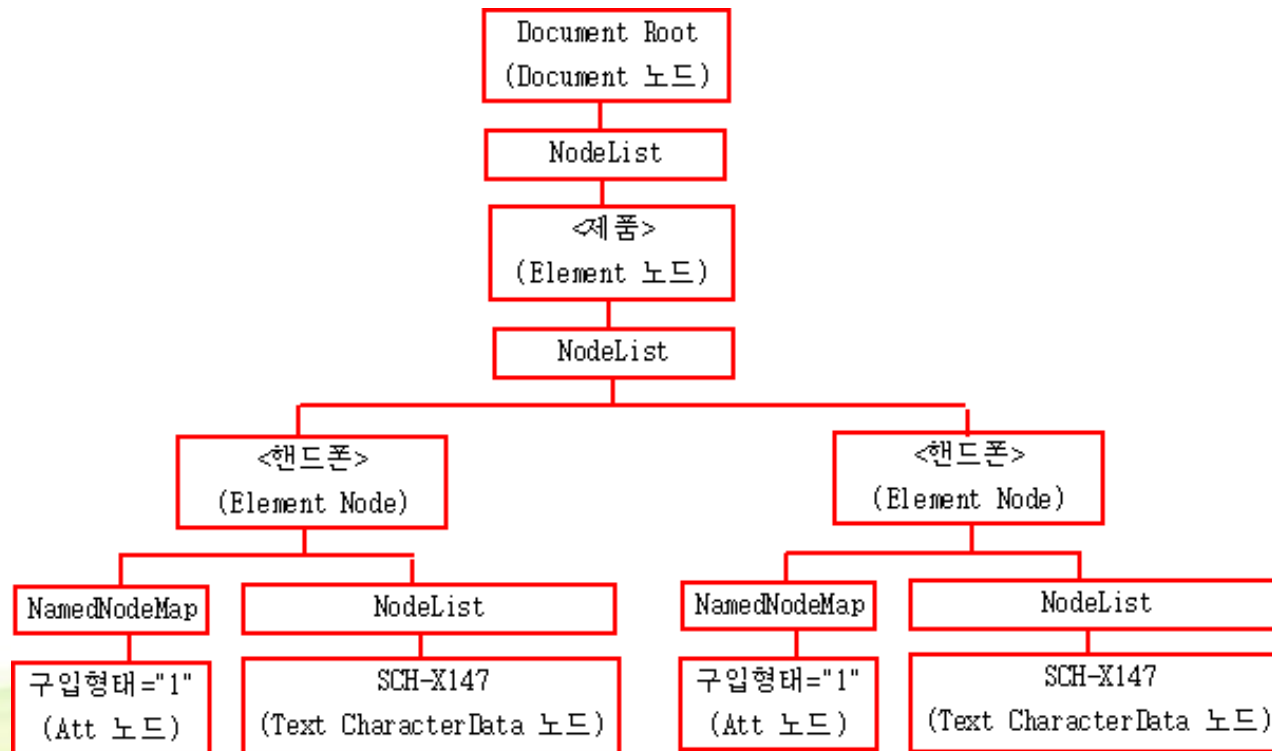 Document Root
(Document 노드)
NodeList
<제품>
(Element 노드)
NodeList
<핸드폰>
(Element Node)
<핸드폰>
(Element Node)
NamedNodeMap
NodeList
NamedNodeMap
NodeList
구입형태="1"
(Att 노드)
SCH-X147
(Text CharacterData 노드)
구입형태="1"
(Att 노드)
SCH-X147
(Text CharacterData 노드)